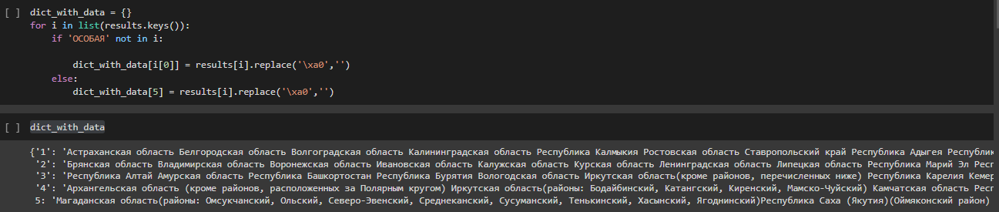 [ ] dict_with_data = {}
for i in list(results.keys()):
if 'ОСОБАЯ' not in i:
dict_with_data[i[0]] = results[i].replace('\xa0','')
else:
dict_with_data[5] = results[i].replace('\xa0','')
[ ] dict_with_data
{'1': 'Астраханская область Белгородская область Волгоградская область Калининградская область Республика Калмыкия Ростовская область Ставропольский край Республика Адыгея Республик
'2': 'Брянская область Владимирская область Воронежская область Ивановская область Калужская область Курская область Ленинградская область Липецкая область Республика Марий Эл Респ
'3': 'Республика Алтай Амурская область Республика Башкортостан Республика Бурятия Вологодская область Иркутская область(кроме районов, перечисленных ниже) Республика Карелия Кемер
'4': 'Архангельская область (кроме районов, расположенных за Полярным кругом) Иркутская область(районы: Бодайбинский, Катангский, Киренский, Мамско-Чуйский) Камчатская область Респ
5: 'Магаданская область(районы: Омсукчанский, Ольский, Северо-Эвенский, Среднеканский, Сусуманский, Тенькинский, Хасынский, Ягоднинский)Республика Саха (Якутия)(Оймяконский район)